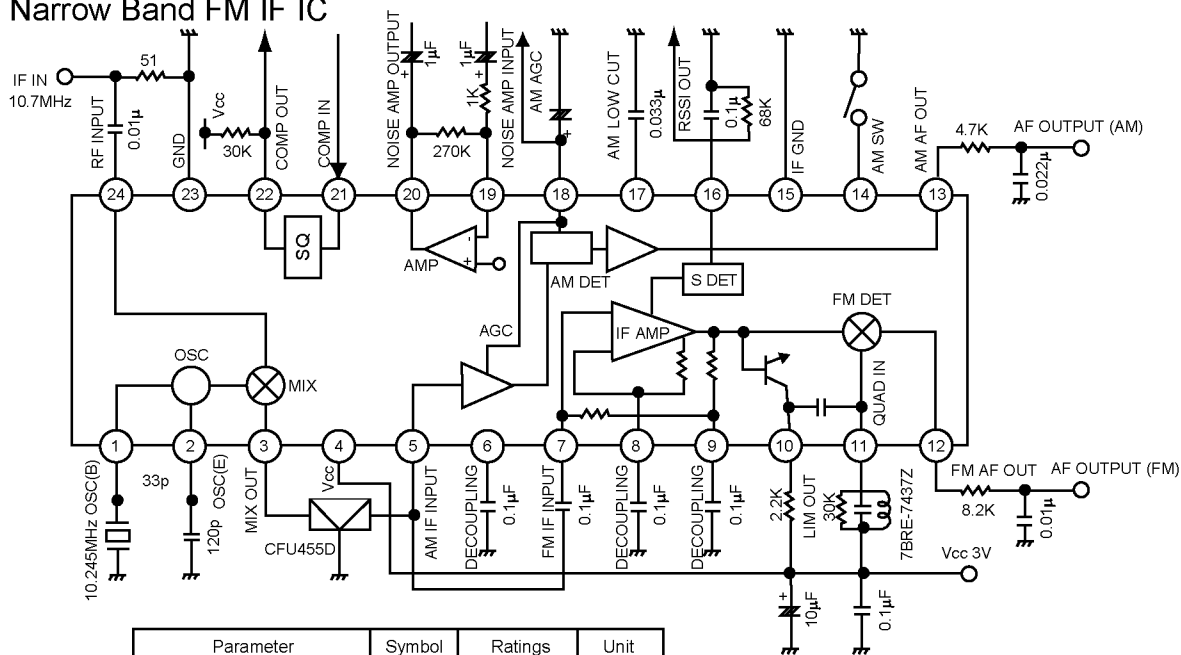 Narrow Band FM IF IC
IF IN
10.7MHz
51
RF INPUT
0.01µ
GND
Vcc
30K
COMP OUT
COMP IN
NOISE AMP OUTPUT
1µF
+
270K
1µF
+
1K
NOISE AMP INPUT
AM AGC
+
AM LOW CUT
0.033µ
RSSI OUT
0.1µ
68K
IF GND
AM SW
AM AF OUT
4.7K
AF OUTPUT (AM)
0.022µ
24
23
22
21
20
19
18
17
16
15
14
13
SQ
AMP
-
+
AM DET
S DET
AGC
IF AMP
FM DET
OSC
MIX
QUAD IN
1
2
3
4
5
6
7
8
9
10
11
12
10.245MHz OSC(B)
33p
OSC(E)
120p
MIX OUT
Vcc
CFU455D
AM IF INPUT
DECOUPLING
0.1µF
FM IF INPUT
0.1µF
DECOUPLING
0.1µF
DECOUPLING
0.1µF
2.2K
LIM OUT
30K
7BRE-7437Z
FM AF OUT
AF OUTPUT (FM)
8.2K
0.01µ
Vcc 3V
+
10µF
0.1µF
Parameter Symbol Ratings Unit